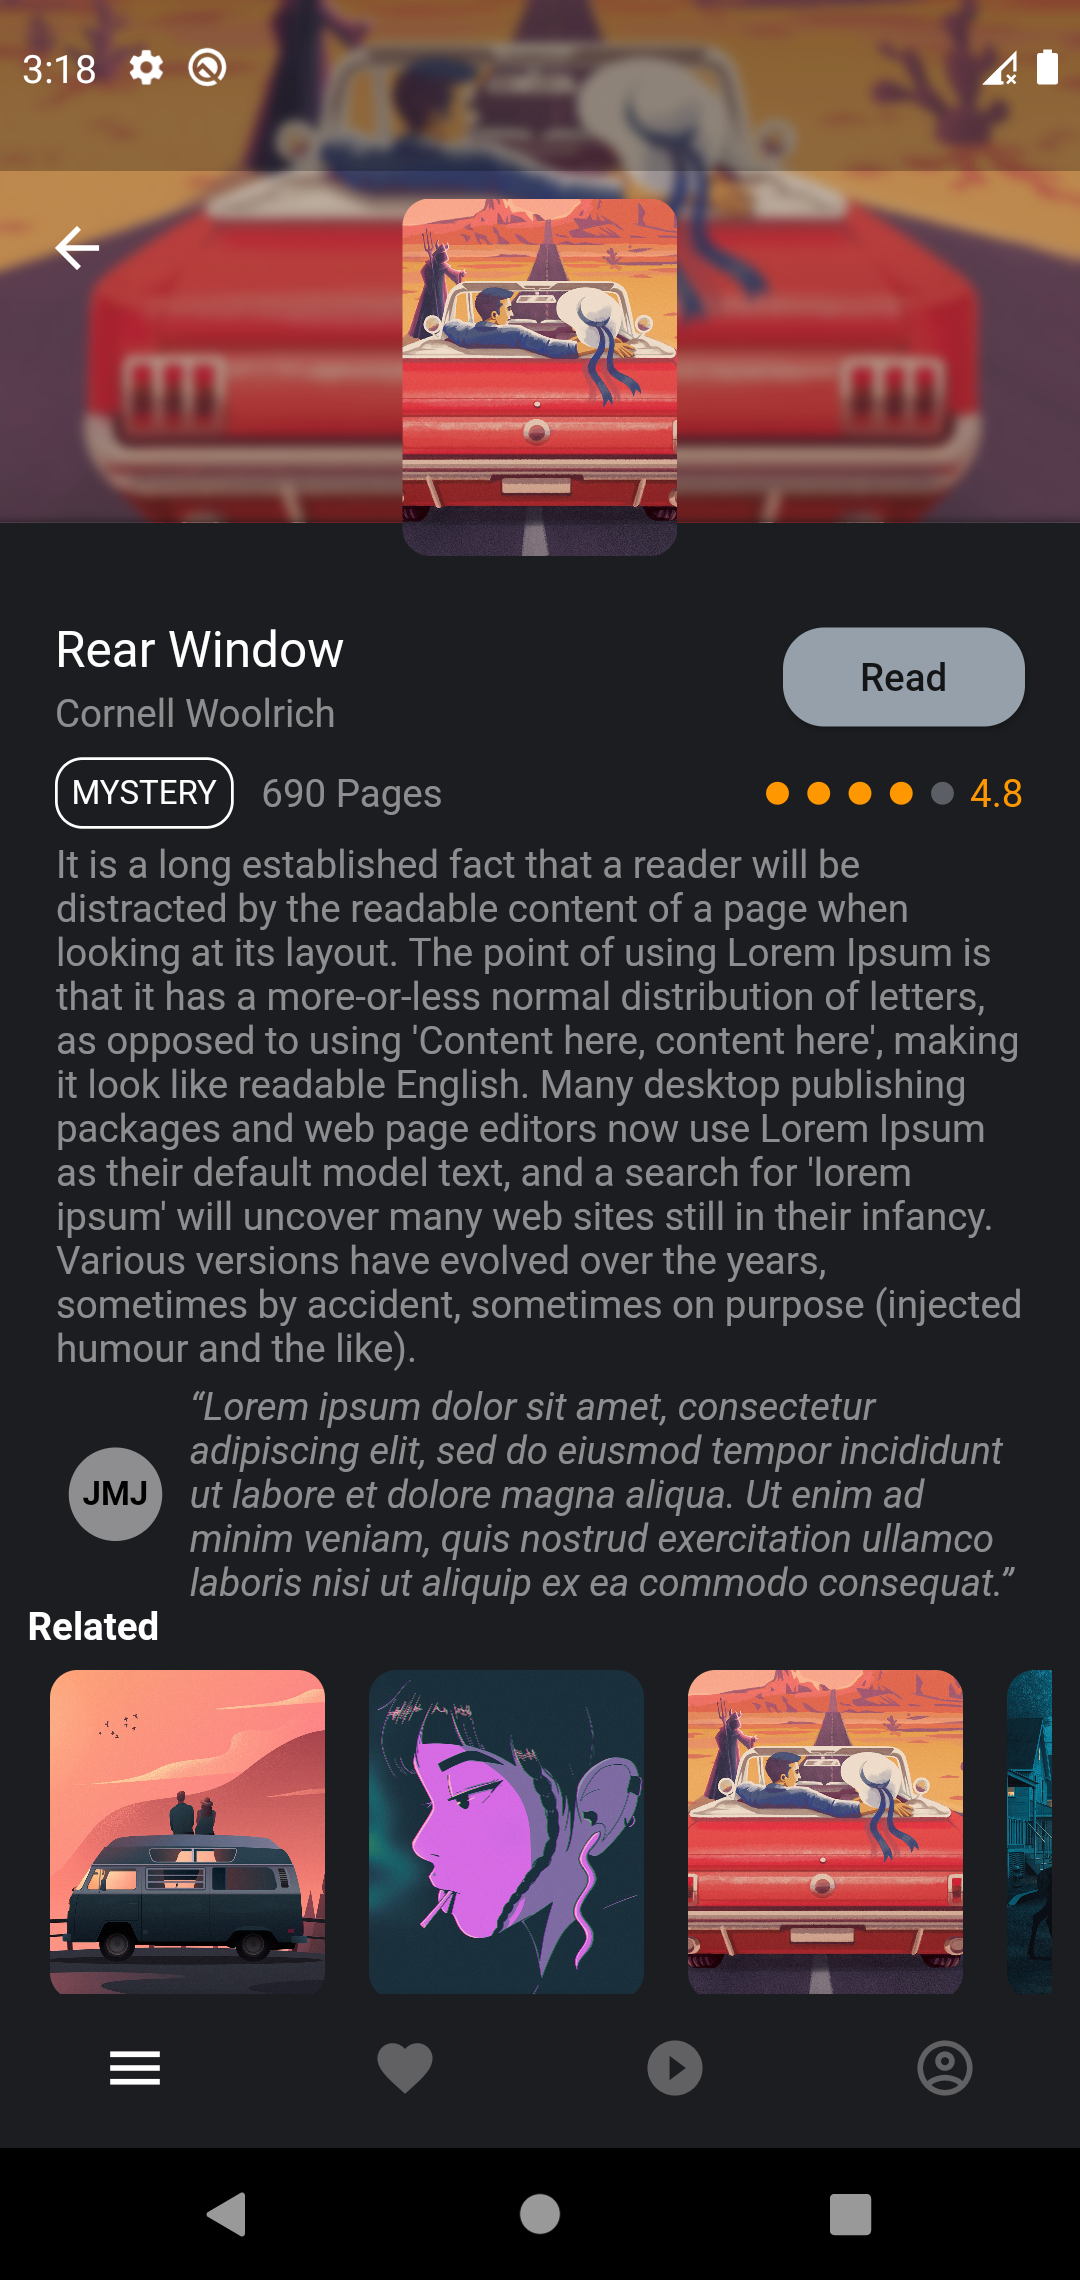 3:18
Rear Window
Read
Cornell Woolrich
MYSTERY
690 Pages
4.8
It is a long established fact that a reader will be
distracted by the readable content of a page when
looking at its layout. The point of using Lorem Ipsum is
that it has a more-or-less normal distribution of letters,
as opposed to using 'Content here, content here', making
it look like readable English. Many desktop publishing
packages and web page editors now use Lorem Ipsum
as their default model text, and a search for 'lorem
ipsum' will uncover many web sites still in their infancy.
Various versions have evolved over the years,
sometimes by accident, sometimes on purpose (injected
humour and the like).
“Lorem ipsum dolor sit amet, consectetur
adipiscing elit, sed do eiusmod tempor incididunt
JMJ
ut labore et dolore magna aliqua. Ut enim ad
minim veniam, quis nostrud exercitation ullamco
laboris nisi ut aliquip ex ea commodo consequat.”
Related